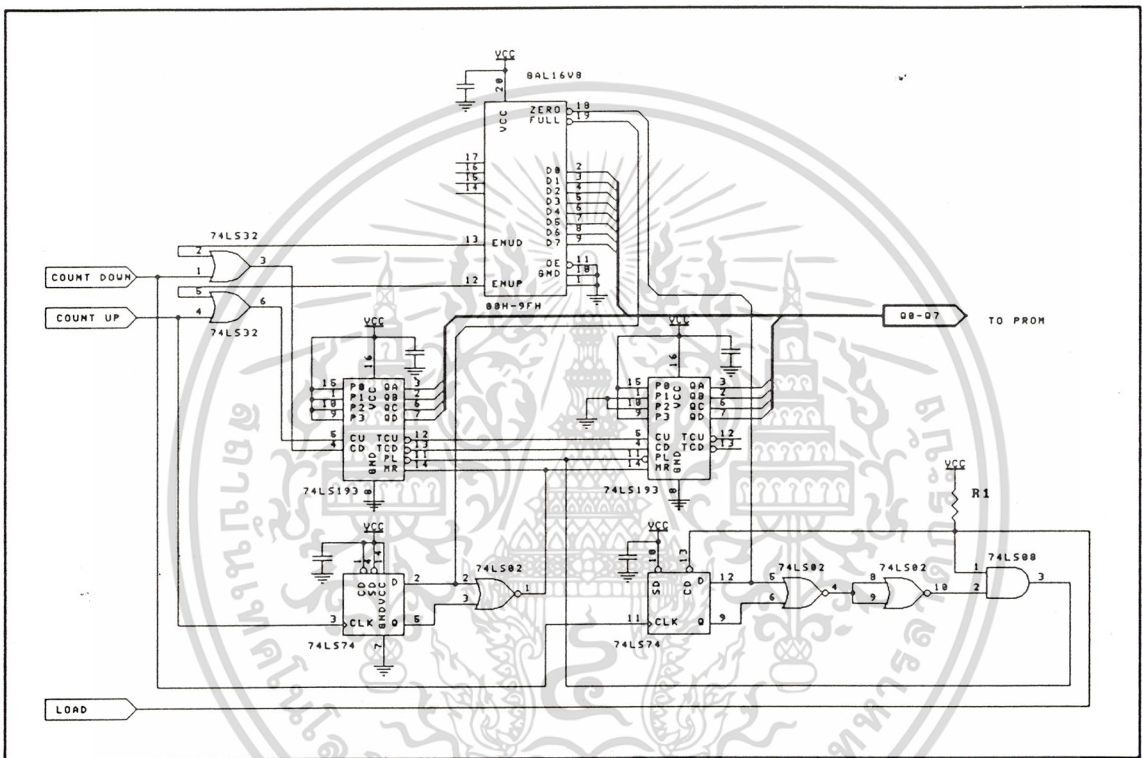 VCC
20
GAL16V8
VCC
ZERO 18
FULL 19
17
16
15
14
D0 2
D1 3
D2 4
D3 5
D4 6
D5 7
D6 8
D7 9
13 ENUD
12 ENUP
OE 11
GND 10
1
00H-9FH
74LS32
2
1
3
5
4
6
74LS32
COUNT DOWN
COUNT UP
Q0-Q7
TO PROM
VCC
16
15 P0 QA 3
1 P1 QB 2
10 P2 QC 6
9 P3 QD 7
VCC
5 CU TCU 12
4 CD TCD 13
PL 11
MR 14
GND
8
74LS193
VCC
16
15 P0 QA 3
1 P1 QB 2
10 P2 QC 6
9 P3 QD 7
VCC
5 CU TCU 12
4 CD TCD 13
11 PL
14 MR
GND
8
74LS193
VCC
1
4
14
CD
SD
VCC
D 2
3 CLK Q 5
GND
7
74LS74
74LS02
2
3
1
VCC
10
13
SD
CD
D 12
11 CLK Q 9
74LS74
74LS02
5
6
4
74LS02
8
9
10
VCC
R1
74LS08
1
2
3
LOAD